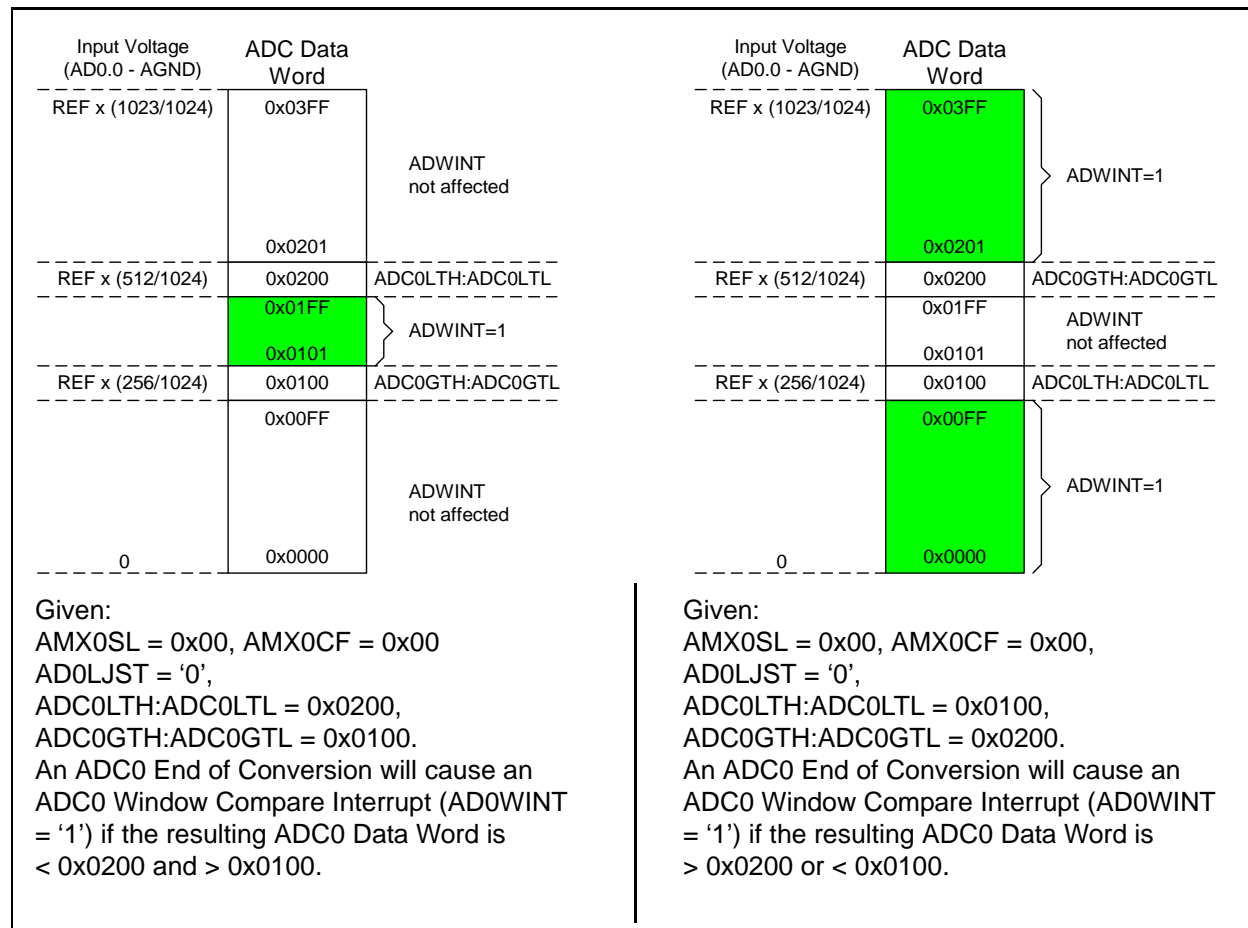 Input Voltage
(AD0.0 - AGND)
ADC Data
Word
REF x (1023/1024)
0x03FF
ADWINT
not affected
0x0201
REF x (512/1024)
0x0200
ADC0LTH:ADC0LTL
0x01FF
ADWINT=1
0x0101
REF x (256/1024)
0x0100
ADC0GTH:ADC0GTL
0x00FF
ADWINT
not affected
0
0x0000
Given:
AMX0SL = 0x00, AMX0CF = 0x00
AD0LJST = ‘0’,
ADC0LTH:ADC0LTL = 0x0200,
ADC0GTH:ADC0GTL = 0x0100.
An ADC0 End of Conversion will cause an
ADC0 Window Compare Interrupt (AD0WINT
= ‘1’) if the resulting ADC0 Data Word is
< 0x0200 and > 0x0100.
Input Voltage
(AD0.0 - AGND)
ADC Data
Word
REF x (1023/1024)
0x03FF
ADWINT=1
0x0201
REF x (512/1024)
0x0200
ADC0GTH:ADC0GTL
0x01FF
ADWINT
not affected
0x0101
REF x (256/1024)
0x0100
ADC0LTH:ADC0LTL
0x00FF
ADWINT=1
0
0x0000
Given:
AMX0SL = 0x00, AMX0CF = 0x00,
AD0LJST = ‘0’,
ADC0LTH:ADC0LTL = 0x0100,
ADC0GTH:ADC0GTL = 0x0200.
An ADC0 End of Conversion will cause an
ADC0 Window Compare Interrupt (AD0WINT
= ‘1’) if the resulting ADC0 Data Word is
> 0x0200 or < 0x0100.